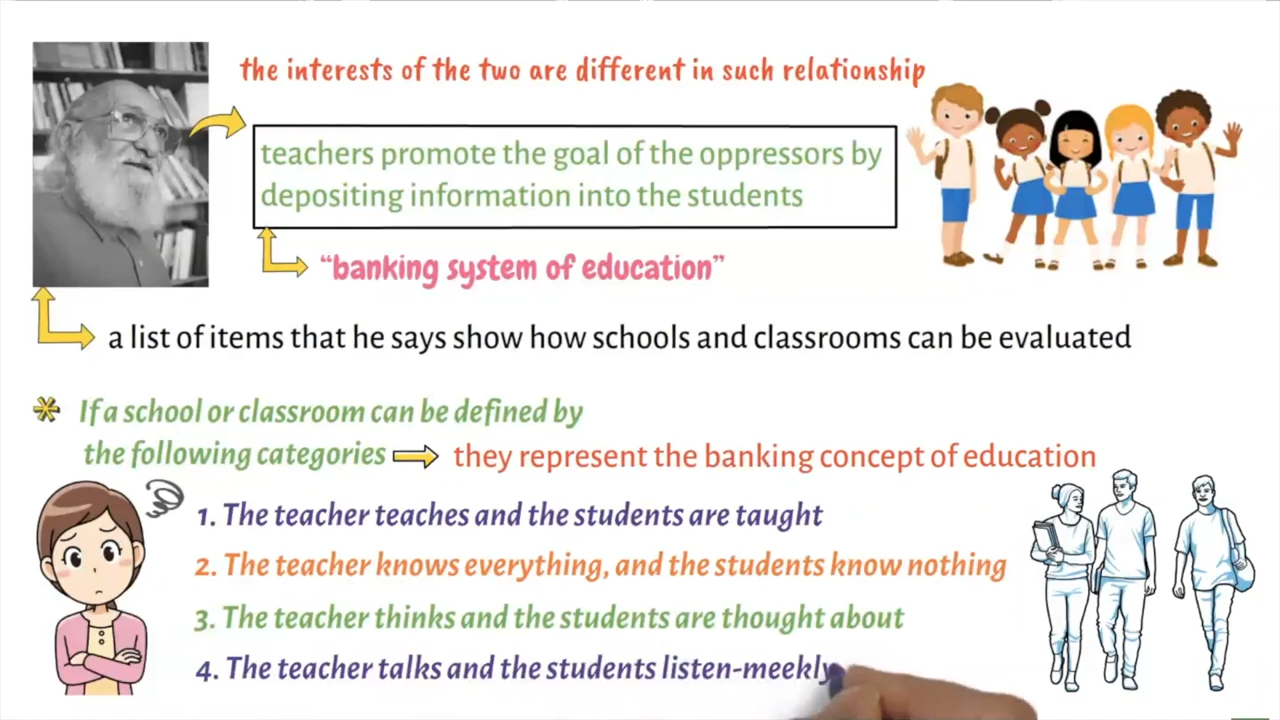 the interests of the two are different in such relationship
teachers promote the goal of the oppressors by
depositing information into the students
“banking system of education”
a list of items that he says show how schools and classrooms can be evaluated
* If a school or classroom can be defined by
the following categories
they represent the banking concept of education
1. The teacher teaches and the students are taught
2. The teacher knows everything, and the students know nothing
3. The teacher thinks and the students are thought about
4. The teacher talks and the students listen-meekly